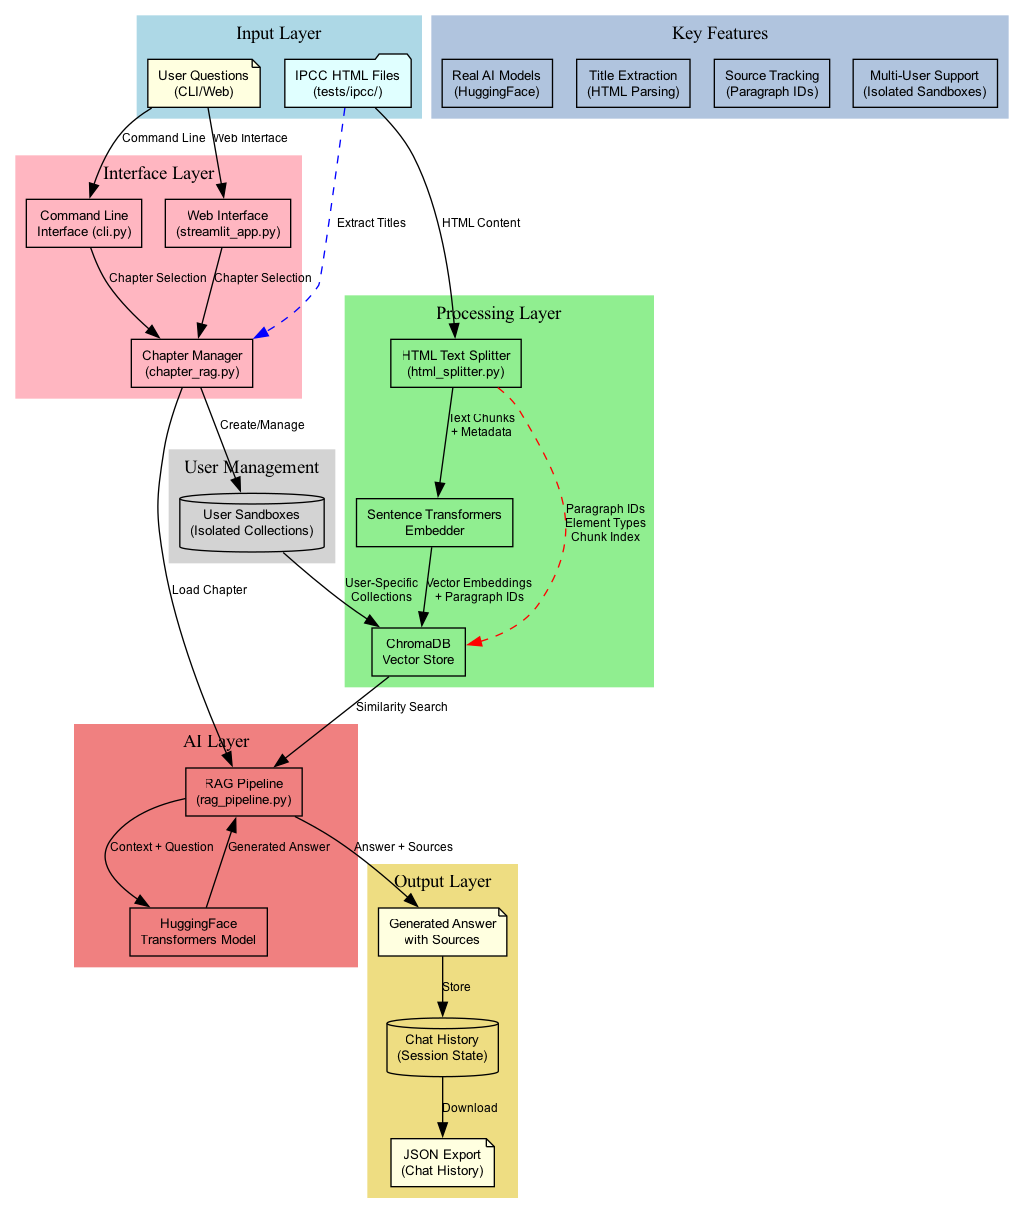 Input Layer
Key Features
User Questions
(CLI/Web)
IPCC HTML Files
(tests/ipcc/)
Real AI Models
(HuggingFace)
Title Extraction
(HTML Parsing)
Source Tracking
(Paragraph IDs)
Multi-User Support
(Isolated Sandboxes)
Command Line
Web Interface
Interface Layer
Command Line
Interface (cli.py)
Web Interface
(streamlit_app.py)
Extract Titles
HTML Content
Chapter Selection
Chapter Selection
Processing Layer
Chapter Manager
(chapter_rag.py)
HTML Text Splitter
(html_splitter.py)
Create/Manage
Text Chunks
+ Metadata
User Management
User Sandboxes
(Isolated Collections)
Sentence Transformers
Embedder
Paragraph IDs
Element Types
Chunk Index
Load Chapter
User-Specific
Collections
Vector Embeddings
+ Paragraph IDs
ChromaDB
Vector Store
Similarity Search
AI Layer
RAG Pipeline
(rag_pipeline.py)
Context + Question
Generated Answer
Answer + Sources
Output Layer
HuggingFace
Transformers Model
Generated Answer
with Sources
Store
Chat History
(Session State)
Download
JSON Export
(Chat History)